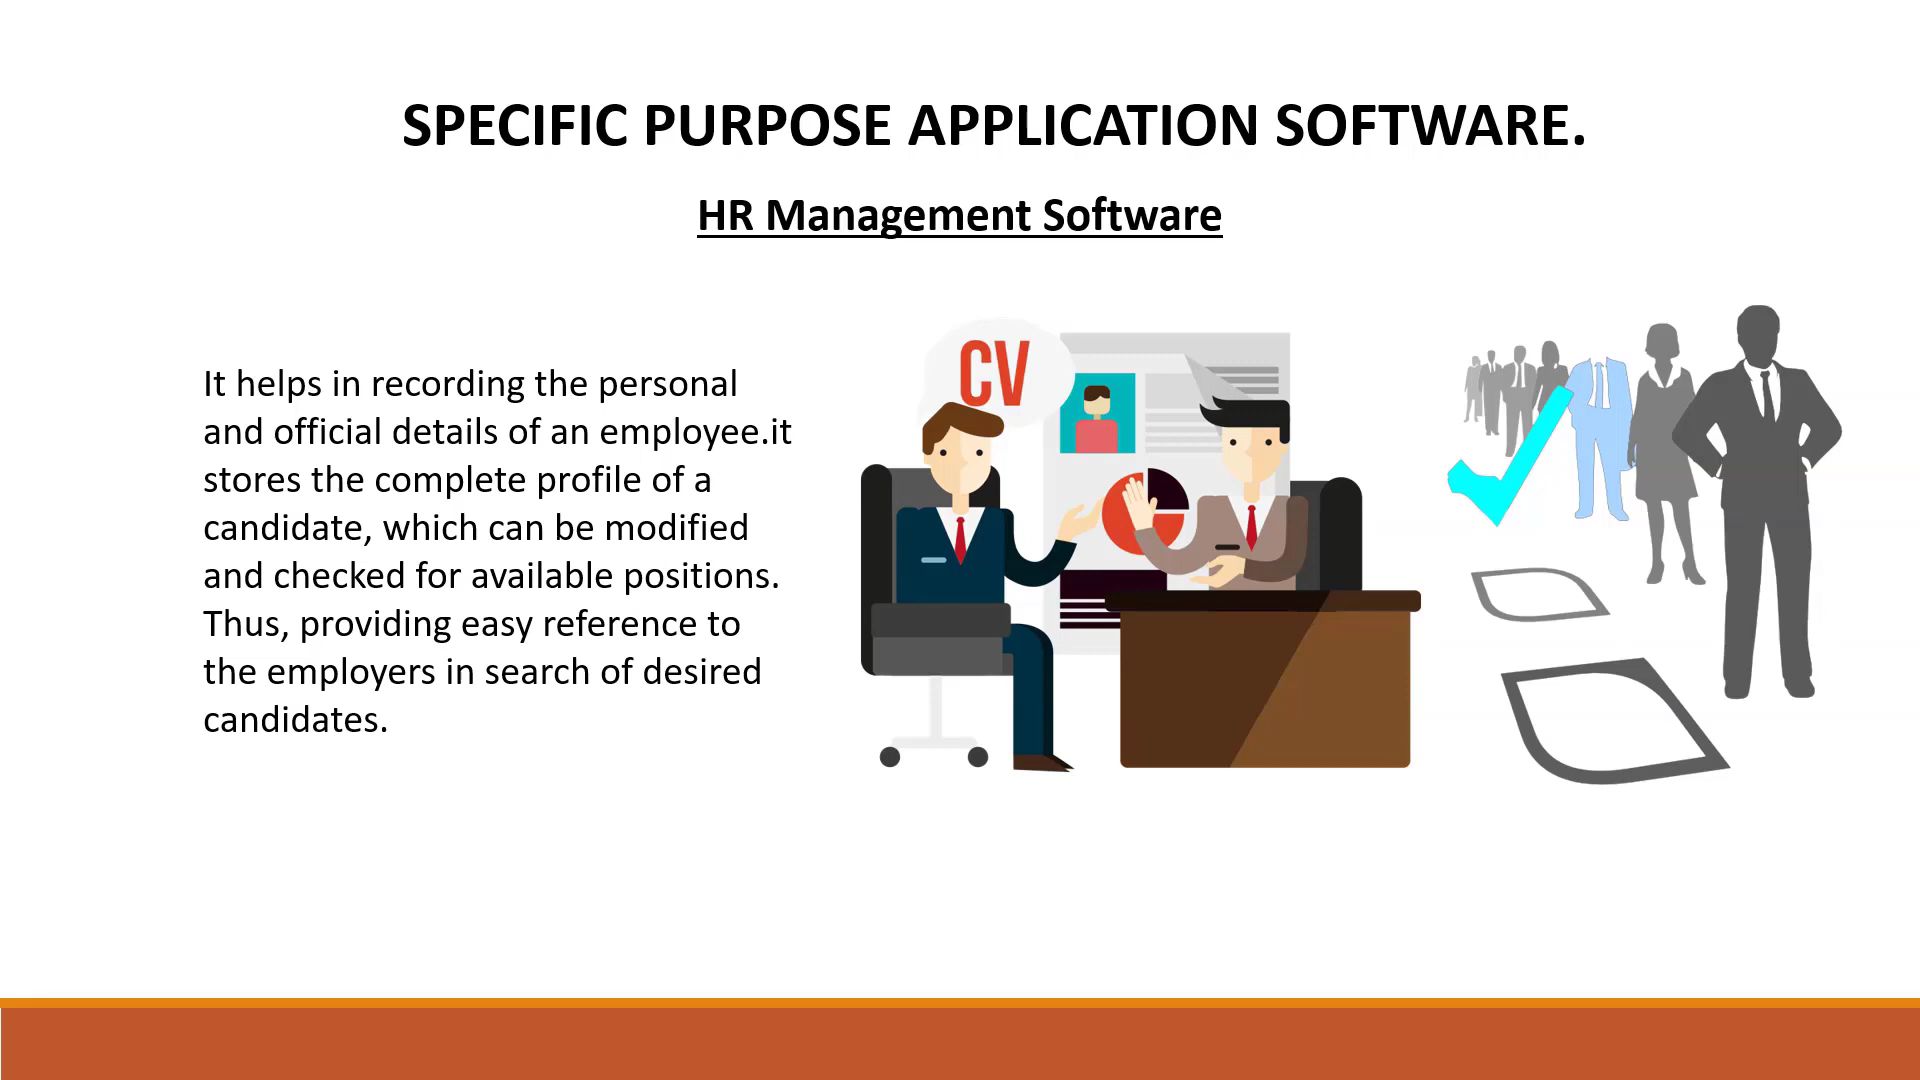 SPECIFIC PURPOSE APPLICATION SOFTWARE.
HR Management Software
CV
It helps in recording the personal
and official details of an employee.it
stores the complete profile of a
candidate, which can be modified
and checked for available positions.
Thus, providing easy reference to
the employers in search of desired
candidates.